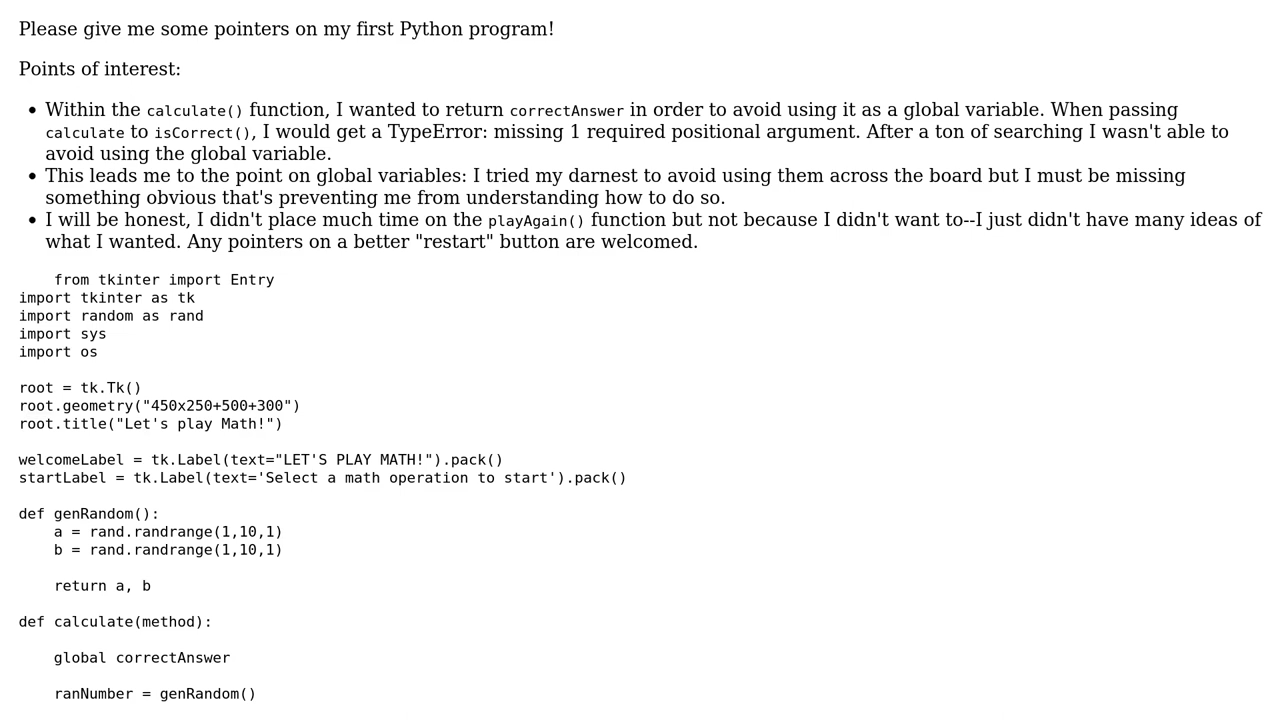 Please give me some pointers on my first Python program!
Points of interest:
• Within the calculate() function, I wanted to return correctAnswer in order to avoid using it as a global variable. When passing
calculate to isCorrect(), I would get a TypeError: missing 1 required positional argument. After a ton of searching I wasn't able to
avoid using the global variable.
• This leads me to the point on global variables: I tried my darnest to avoid using them across the board but I must be missing
something obvious that's preventing me from understanding how to do so.
• I will be honest, I didn't place much time on the playAgain() function but not because I didn't want to--I just didn't have many ideas of
what I wanted. Any pointers on a better "restart" button are welcomed.
    from tkinter import Entry
import tkinter as tk
import random as rand
import sys
import os
root = tk.Tk()
root.geometry("450x250+500+300")
root.title("Let's play Math!")
welcomeLabel = tk.Label(text="LET'S PLAY MATH!").pack()
startLabel = tk.Label(text='Select a math operation to start').pack()
def genRandom():
    a = rand.randrange(1,10,1)
    b = rand.randrange(1,10,1)
    return a, b
def calculate(method):
    global correctAnswer
    ranNumber = genRandom()